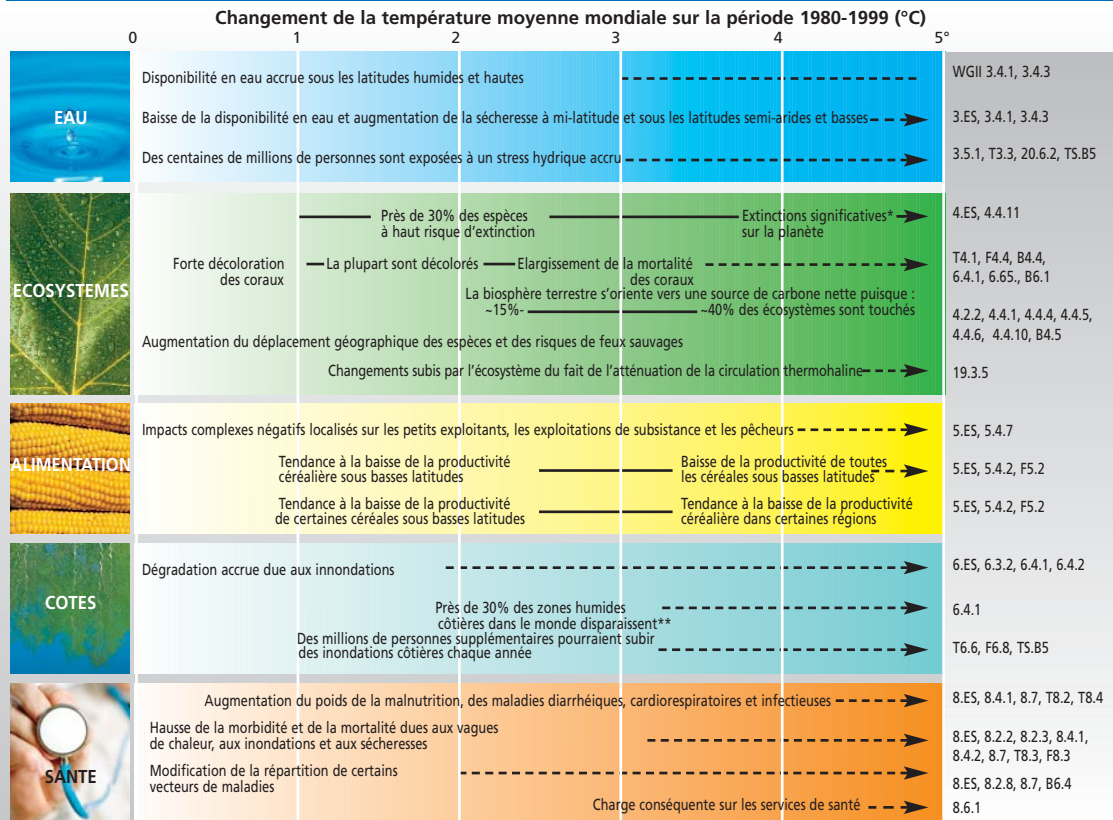 Changement de la température moyenne mondiale sur la période 1980-1999 (°C)
0 1 2 3 4 5°
EAU
Disponibilité en eau accrue sous les latitudes humides et hautes
WGII 3.4.1, 3.4.3
Baisse de la disponibilité en eau et augmentation de la sécheresse à mi-latitude et sous les latitudes semi-arides et basses
3.ES, 3.4.1, 3.4.3
Des centaines de millions de personnes sont exposées à un stress hydrique accru
3.5.1, T3.3, 20.6.2, TS.B5
ECOSYSTEMES
Près de 30% des espèces
à haut risque d'extinction
Extinctions significatives*
sur la planète
4.ES, 4.4.11
Forte décoloration
des coraux
La plupart sont décolorés
Elargissement de la mortalité
des coraux
T4.1, F4.4, B4.4,
6.4.1, 6.65., B6.1
La biosphère terrestre s'oriente vers une source de carbone nette puisque :
~15%- ~40% des écosystèmes sont touchés
4.2.2, 4.4.1, 4.4.4, 4.4.5,
4.4.6, 4.4.10, B4.5
Augmentation du déplacement géographique des espèces et des risques de feux sauvages
Changements subis par l'écosystème du fait de l'atténuation de la circulation thermohaline
19.3.5
ALIMENTATION
Impacts complexes négatifs localisés sur les petits exploitants, les exploitations de subsistance et les pêcheurs
5.ES, 5.4.7
Tendance à la baisse de la productivité
céréalière sous basses latitudes
Baisse de la productivité de toutes
les céréales sous basses latitudes
5.ES, 5.4.2, F5.2
Tendance à la baisse de la productivité
de certaines céréales sous basses latitudes
Tendance à la baisse de la productivité
céréalière dans certaines régions
5.ES, 5.4.2, F5.2
COTES
Dégradation accrue due aux innondations
6.ES, 6.3.2, 6.4.1, 6.4.2
Près de 30% des zones humides
côtières dans le monde disparaissent**
6.4.1
Des millions de personnes supplémentaires pourraient subir
des inondations côtières chaque année
T6.6, F6.8, TS.B5
SANTE
Augmentation du poids de la malnutrition, des maladies diarrhéiques, cardiorespiratoires et infectieuses
8.ES, 8.4.1, 8.7, T8.2, T8.4
Hausse de la morbidité et de la mortalité dues aux vagues
de chaleur, aux inondations et aux sécheresses
8.ES, 8.2.2, 8.2.3, 8.4.1,
8.4.2, 8.7, T8.3, F8.3
Modification de la répartition de certains
vecteurs de maladies
8.ES, 8.2.8, 8.7, B6.4
Charge conséquente sur les services de santé
8.6.1